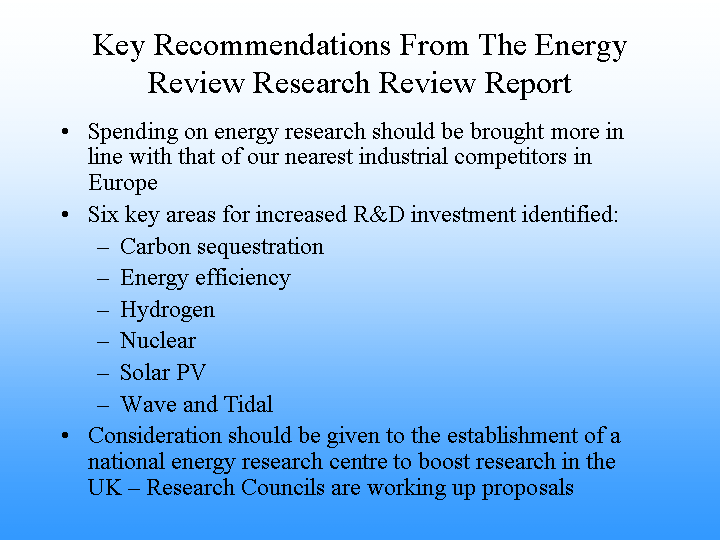 Key Recommendations From The Energy
Review Research Review Report
• Spending on energy research should be brought more in
line with that of our nearest industrial competitors in
Europe
• Six key areas for increased R&D investment identified:
– Carbon sequestration
– Energy efficiency
– Hydrogen
– Nuclear
– Solar PV
– Wave and Tidal
• Consideration should be given to the establishment of a
national energy research centre to boost research in the
UK – Research Councils are working up proposals